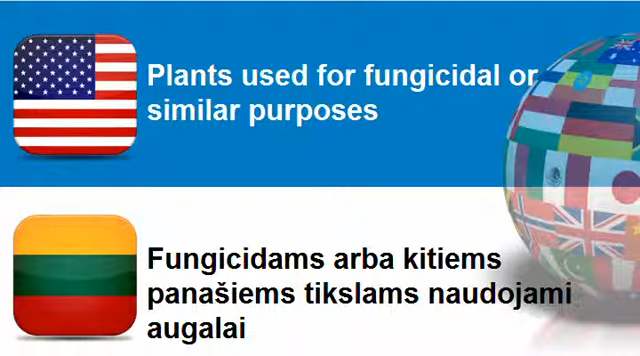 Plants used for fungicidal or
similar purposes
Fungicidams arba kitiems
panašiems tikslams naudojami
augalai